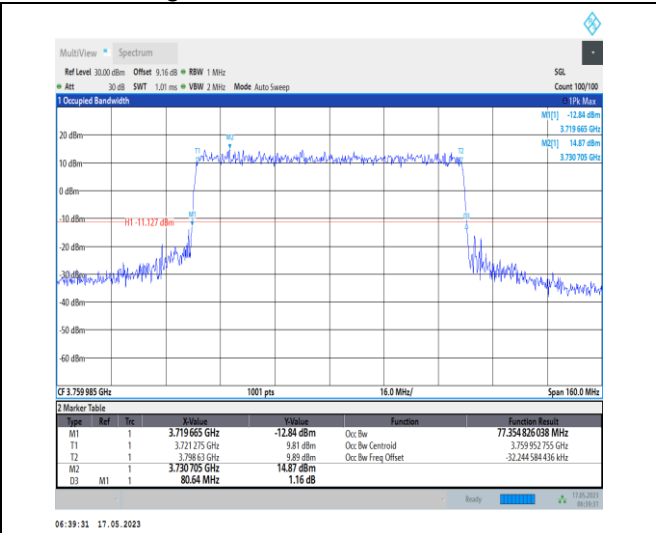 MultiView Spectrum
Ref Level 30.00 dBm Offset 9.16 dB RBW 1 MHz SGL
Att 30 dB SWT 1.01 ms VBW 2 MHz Mode Auto Sweep Count 100/100
1 Occupied Bandwidth 1Pk Max
M1[1] -12.84 dBm
3.719 665 GHz
M2[1] 14.87 dBm
3.730 705 GHz
20 dBm
M2
T1 T2
10 dBm
0 dBm
-10 dBm
M1
H1 -11.127 dBm
-20 dBm
-30 dBm
-40 dBm
-50 dBm
-60 dBm
CF 3.759 985 GHz 1001 pts 16.0 MHz/ Span 160.0 MHz
2 Marker Table
Type Ref Trc X-Value Y-Value Function Function Result
M1 1 3.719 665 GHz -12.84 dBm Occ Bw 77.354 826 038 MHz
T1 1 3.721 275 GHz 9.81 dBm Occ Bw Centroid 3.759 952 755 GHz
T2 1 3.798 63 GHz 9.89 dBm Occ Bw Freq Offset -32.244 584 436 kHz
M2 1 3.730 705 GHz 14.87 dBm
D3 M1 1 80.64 MHz 1.16 dB
Ready 17.05.2023
06:39:31
06:39:31 17.05.2023